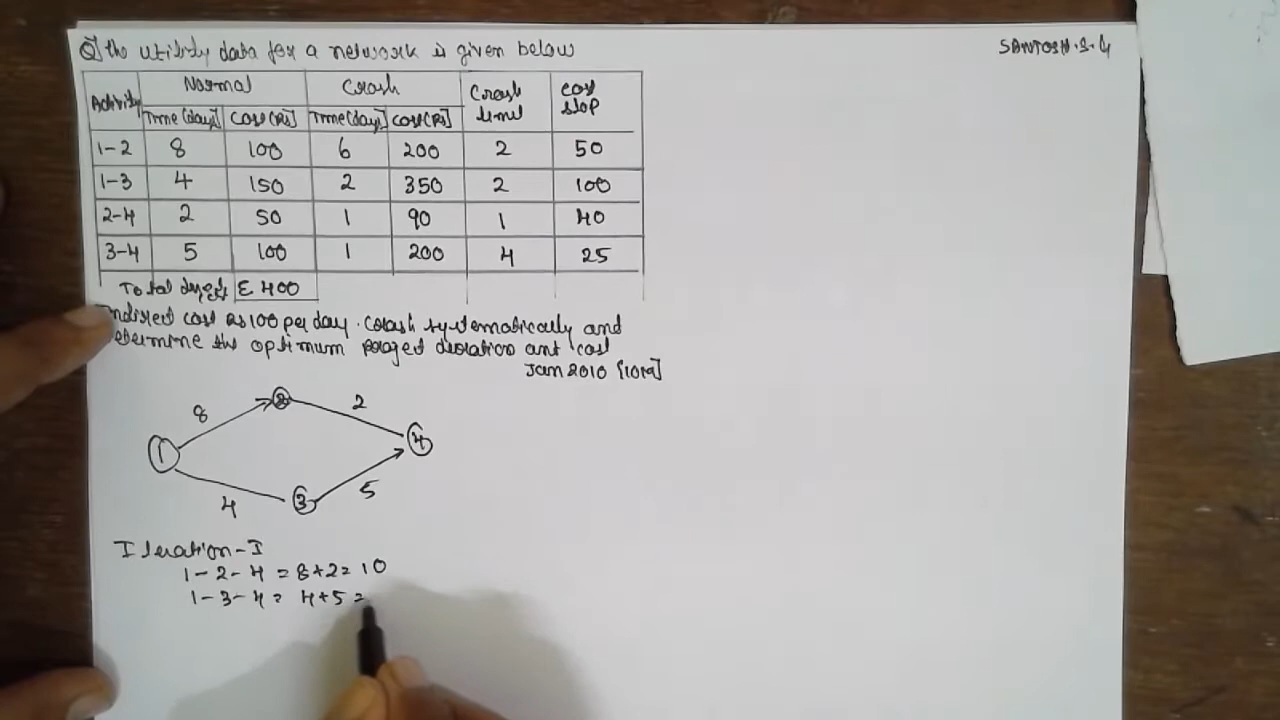 Q) the utility data for a network is given below
SANTOSH.S.G
Activity Normal Crash Crash limit cost slop
Time [days] cost (Rs) Time [days] cost (Rs)
1-2 8 100 6 200 2 50
1-3 4 150 2 350 2 100
2-4 2 50 1 90 1 40
3-4 5 100 1 200 4 25
Total Σ 400
Indirect cost Rs 100 per day. Crash systematically and
determine the optimum project duration and cost
Jan 2010 [10M]
8 2 2
1 4
4 3 5
Iteration-I
1-2-4 = 8+2= 10
1-3-4 = 4+5 =